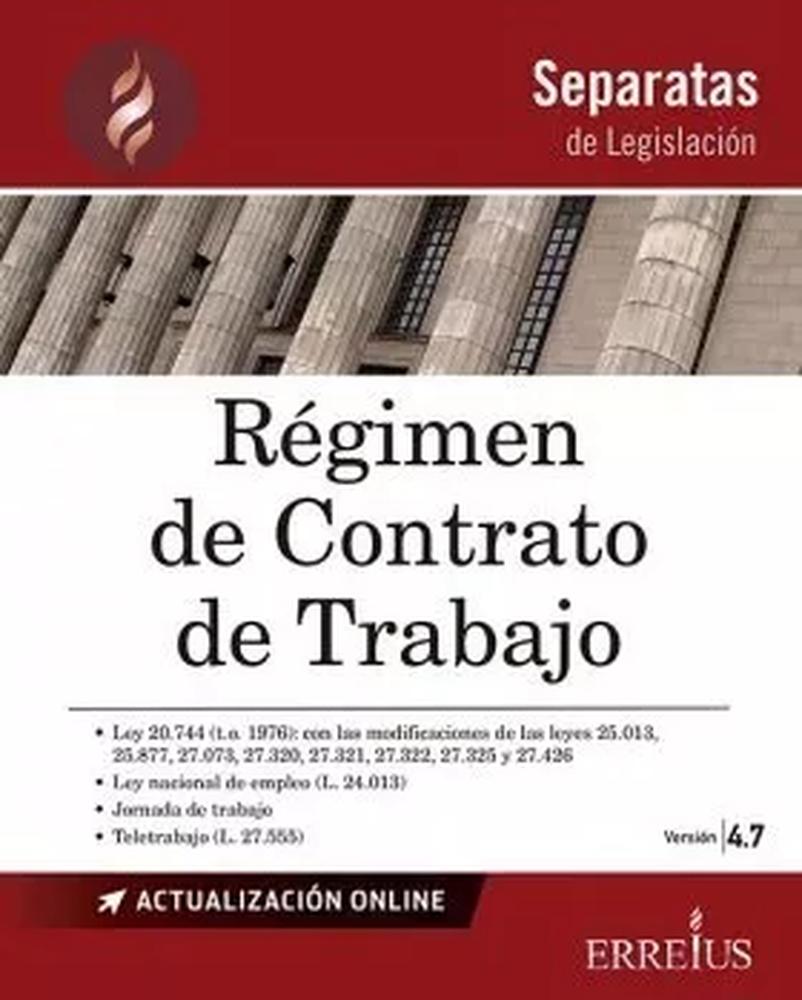 Separatas
de Legislación
Régimen
de Contrato
de Trabajo
• Ley 20.744 (t.o. 1976): con las modificaciones de las leyes 25.013,
25.877, 27.073, 27.320, 27.321, 27.322, 27.325 y 27.426
• Ley nacional de empleo (L. 24.013)
• Jornada de trabajo
• Teletrabajo (L. 27.555)
Versión 4.7
ACTUALIZACIÓN ONLINE
ERREIUS